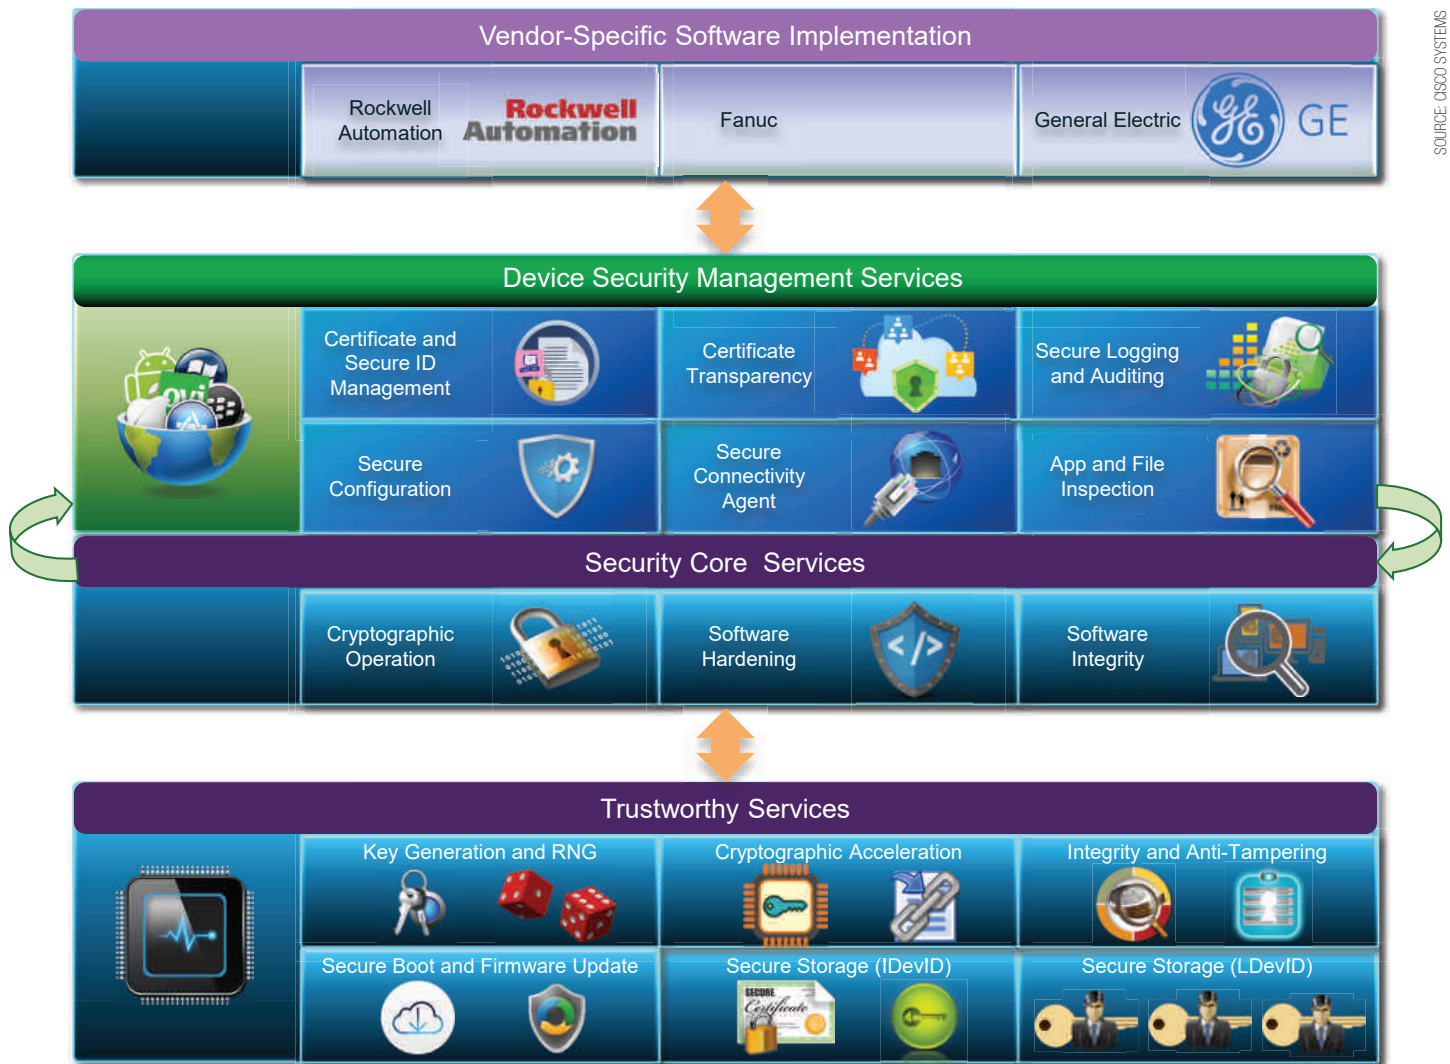 SOURCE: CISCO SYSTEMS
Vendor-Specific Software Implementation
Rockwell
Automation
Rockwell
Automation
Fanuc
General Electric
GE
GE
Device Security Management Services
Certificate and
Secure ID
Management
Certificate
Transparency
Secure Logging
and Auditing
Secure
Configuration
Secure
Connectivity
Agent
App and File
Inspection
Security Core  Services
Cryptographic
Operation
Software
Hardening
</>
Software
Integrity
Trustworthy Services
Key Generation and RNG
Cryptographic Acceleration
Integrity and Anti-Tampering
Secure Boot and Firmware Update
Secure Storage (IDevID)
SECURE
Certificate
Secure Storage (LDevID)